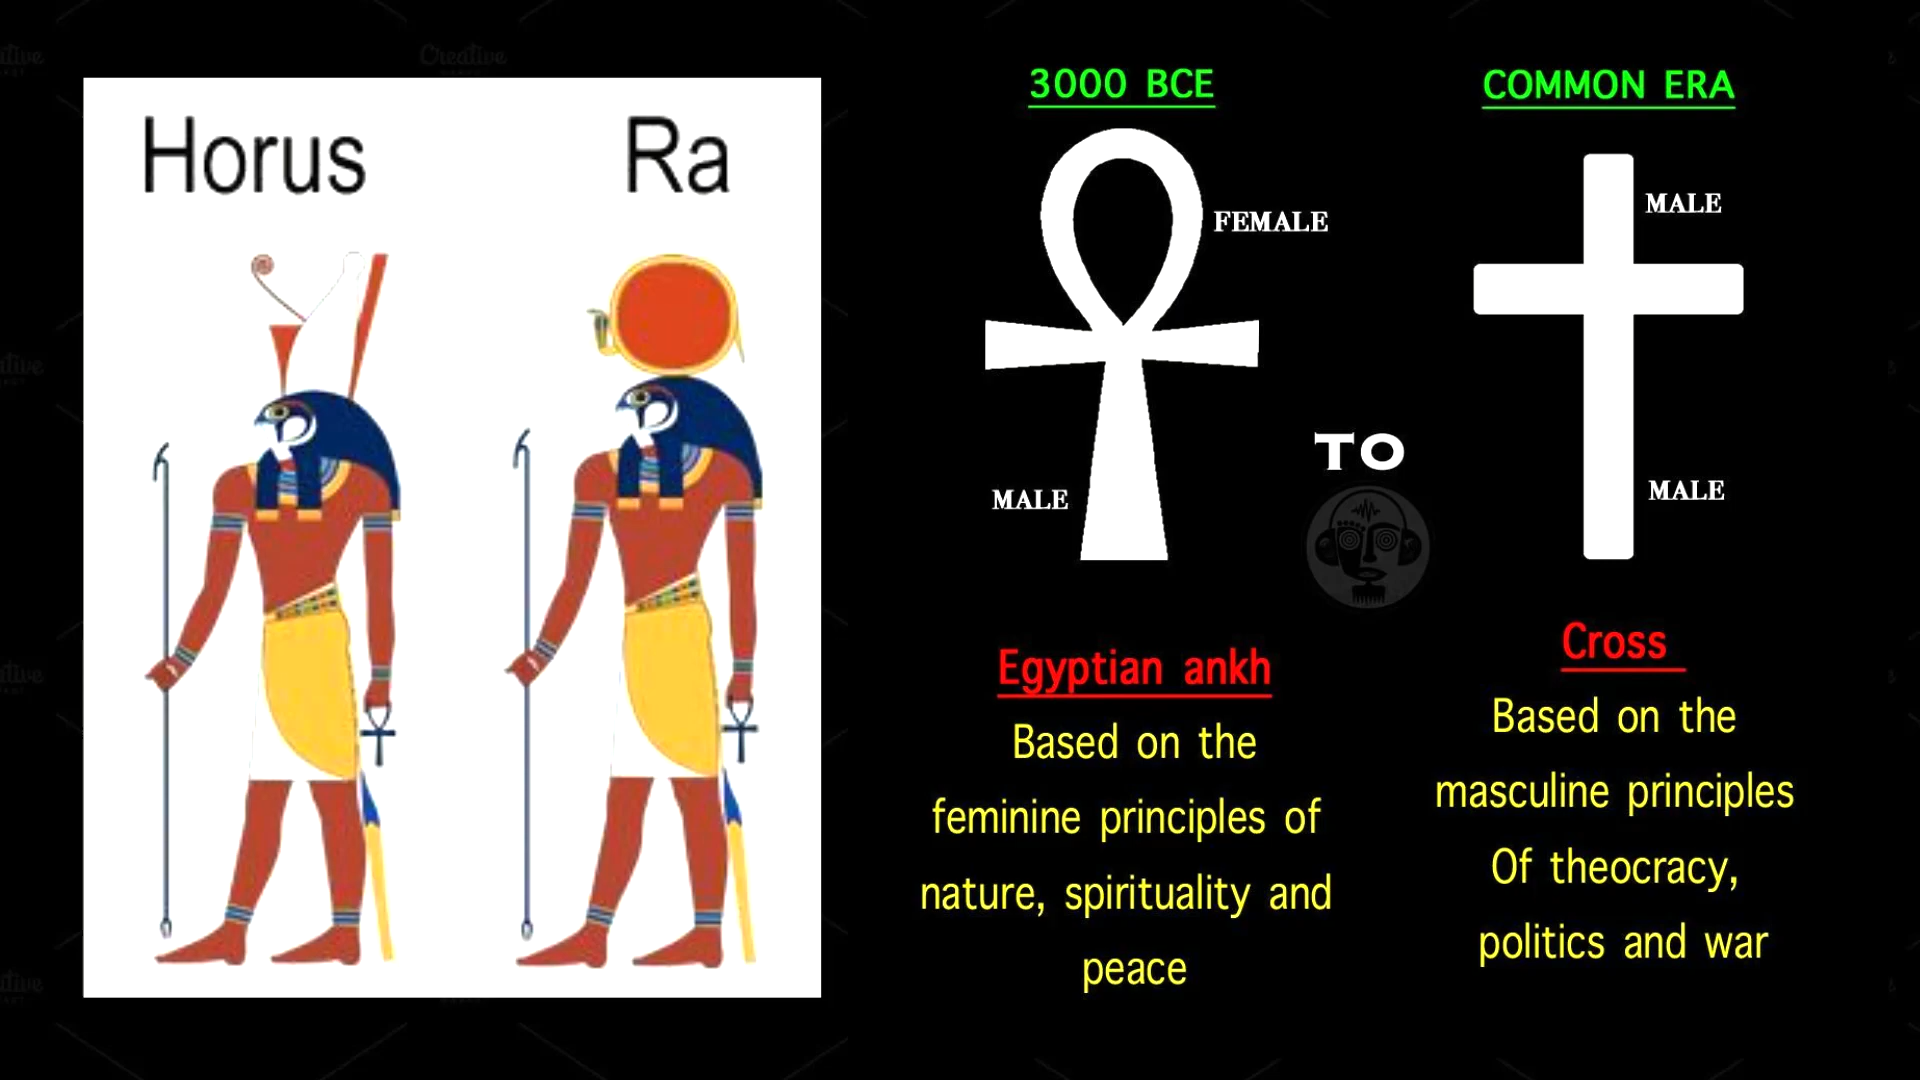 Creative
Horus
Ra
3000 BCE
FEMALE
MALE
TO
COMMON ERA
MALE
MALE
Egyptian ankh
Based on the
feminine principles of
nature, spirituality and
peace
Cross
Based on the
masculine principles
Of theocracy,
politics and war